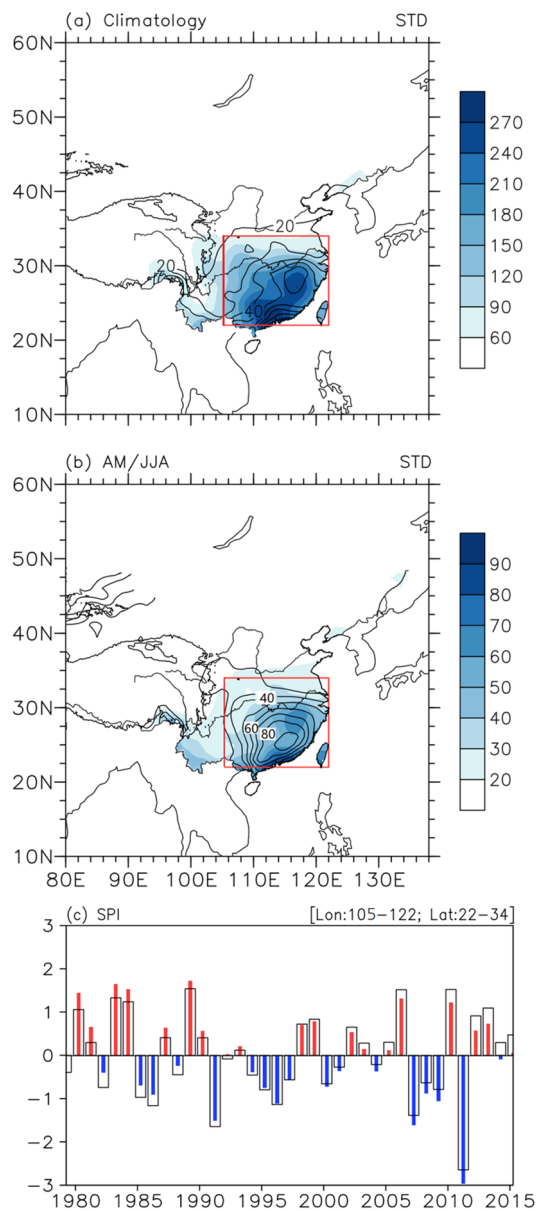 (a) Climatology STD
60N
50N
40N
30N
20N
10N
270
240
210
180
150
120
90
60
20
20
40
(b) AM/JJA STD
60N
50N
40N
30N
20N
10N
80E 90E 100E 110E 120E 130E
90
80
70
60
50
40
30
20
40
60
80
(c) SPI [Lon:105−122; Lat:22−34]
3
2
1
0
−1
−2
−3
1980 1985 1990 1995 2000 2005 2010 2015